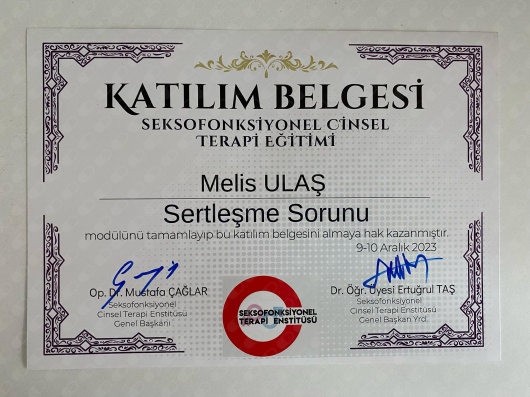 KATILIM BELGESİ
SEKSOFONKSİYONEL CİNSEL
TERAPİ EĞİTİMİ
Melis ULAŞ
Sertleşme Sorunu
modülünü tamamlayıp bu katılım belgesini almaya hak kazanmıştır.
9-10 Aralık 2023
Op. Dr. Mustafa ÇAĞLAR
Seksofonksiyonel
Cinsel Terapi Enstitüsü
Genel Başkanı
SEKSOFONKSİYONEL
TERAPİ ENSTİTÜSÜ
Dr. Öğr. Üyesi Ertuğrul TAŞ
Seksofonksiyonel
Cinsel Terapi Enstitüsü
Genel Başkan Yrd.